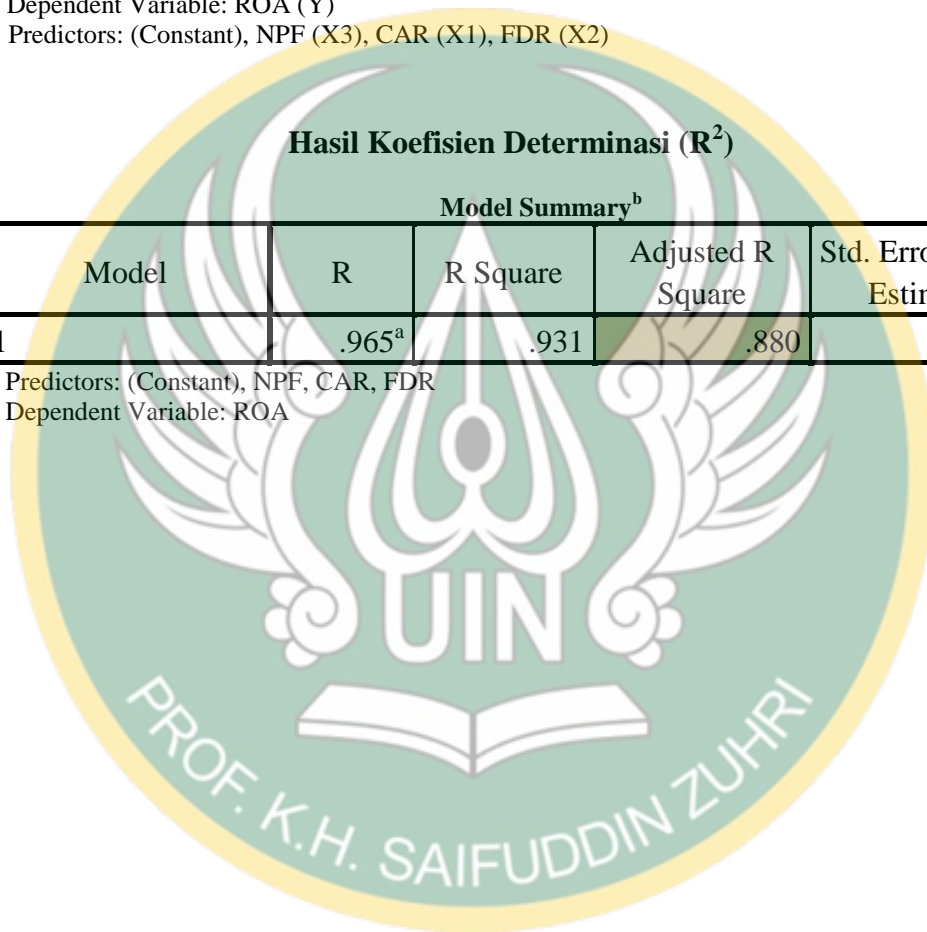 Dependent Variable: ROA (Y)
Predictors: (Constant), NPF (X3), CAR (X1), FDR (X2)
Hasil Koefisien Determinasi (R²)
Model Summaryᵇ
Model R R Square Adjusted R Square Std.
1 .965ᵃ .931 .880
Predictors: (Constant), NPF, CAR, FDR
Dependent Variable: ROA
UIN
PROF. K.H. SAIFUDDIN ZUHRI